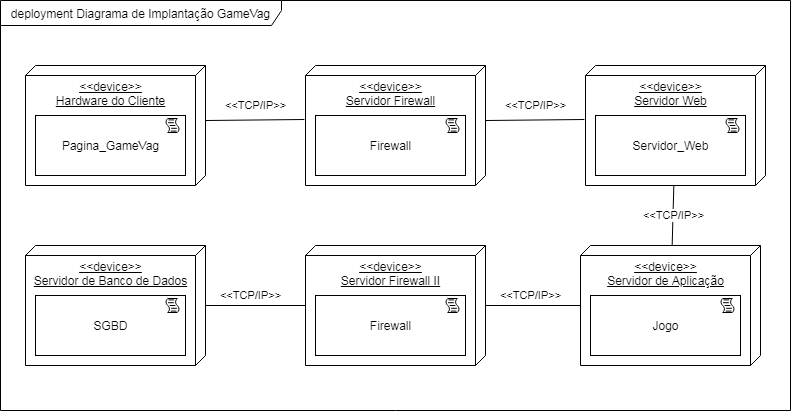 deployment Diagrama de Implantação GameVag
<<device>>
Hardware do Cliente
Pagina_GameVag
<<TCP/IP>>
<<device>>
Servidor Firewall
Firewall
<<TCP/IP>>
<<device>>
Servidor Web
Servidor_Web
<<TCP/IP>>
<<device>>
Servidor de Banco de Dados
SGBD
<<TCP/IP>>
<<device>>
Servidor Firewall II
Firewall
<<TCP/IP>>
<<device>>
Servidor de Aplicação
Jogo